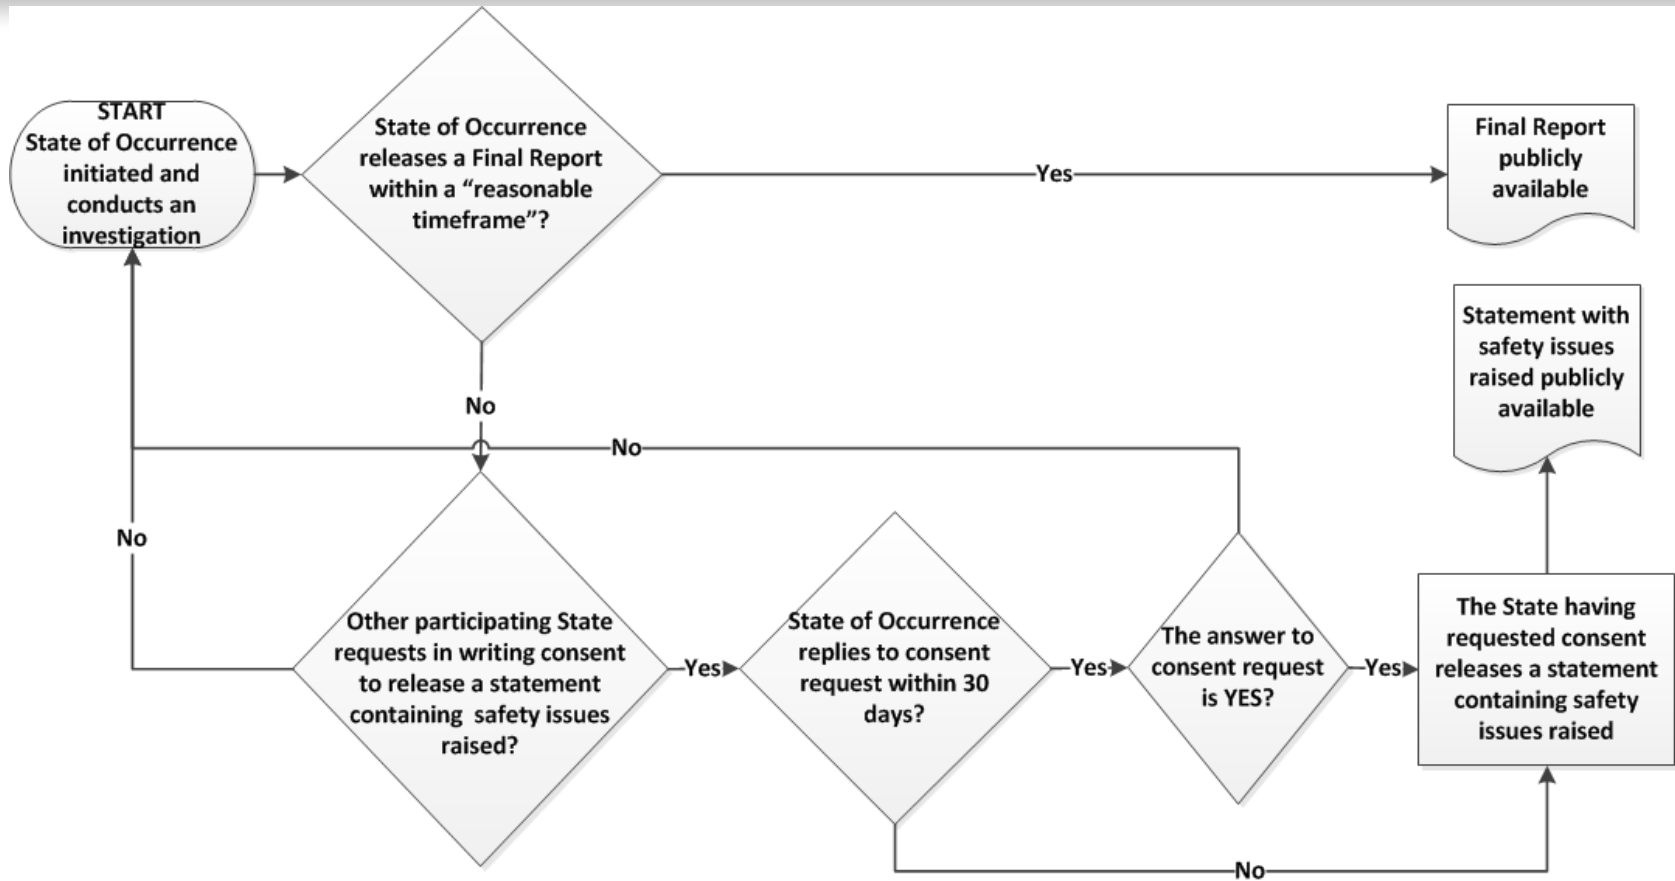 START
State of Occurrence
initiated and
conducts an
investigation
State of Occurrence
releases a Final Report
within a “reasonable
timeframe”?
Yes
Final Report
publicly
available
Statement with
safety issues
raised publicly
available
No
No
No
Other participating State
requests in writing consent
to release a statement
containing safety issues
raised?
Yes
State of Occurrence
replies to consent
request within 30
days?
Yes
The answer to
consent request
is YES?
Yes
The State having
requested consent
releases a statement
containing safety
issues raised
No